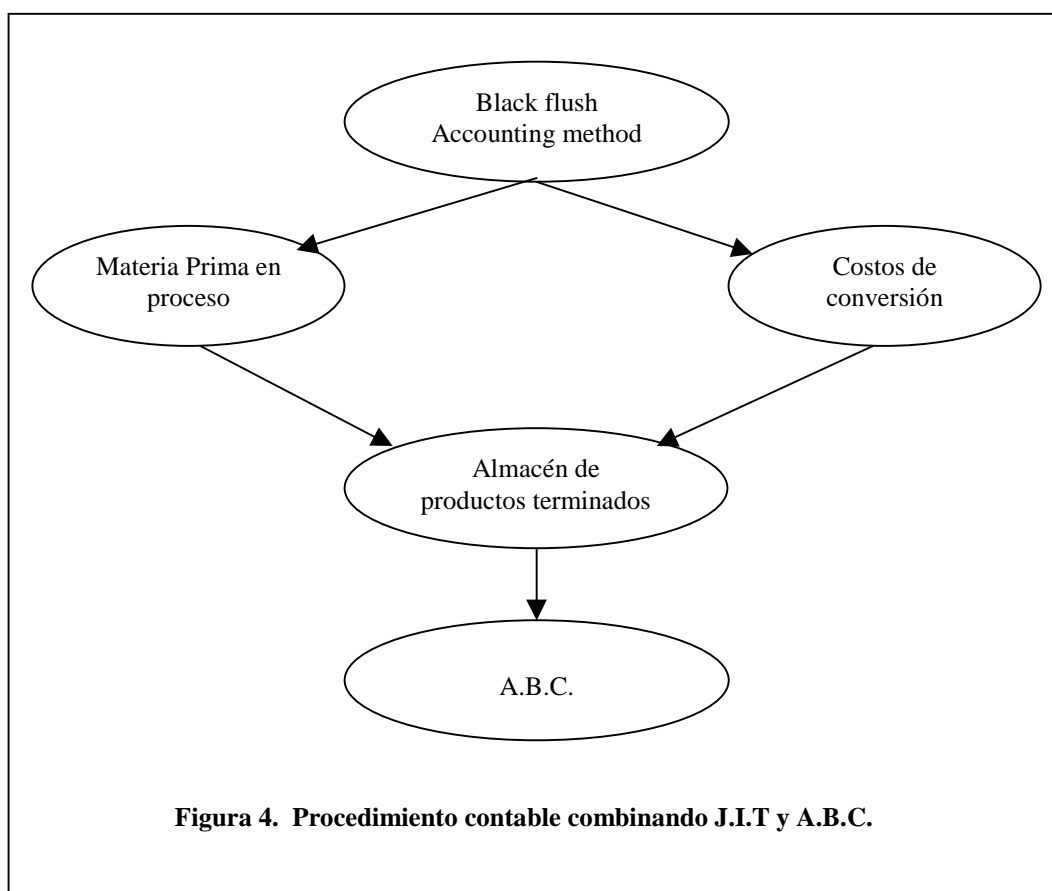 Black flush
Accounting method
Materia Prima en
proceso
Costos de
conversión
Almacén de
productos terminados
A.B.C.
Figura 4.  Procedimiento contable combinando J.I.T y A.B.C.